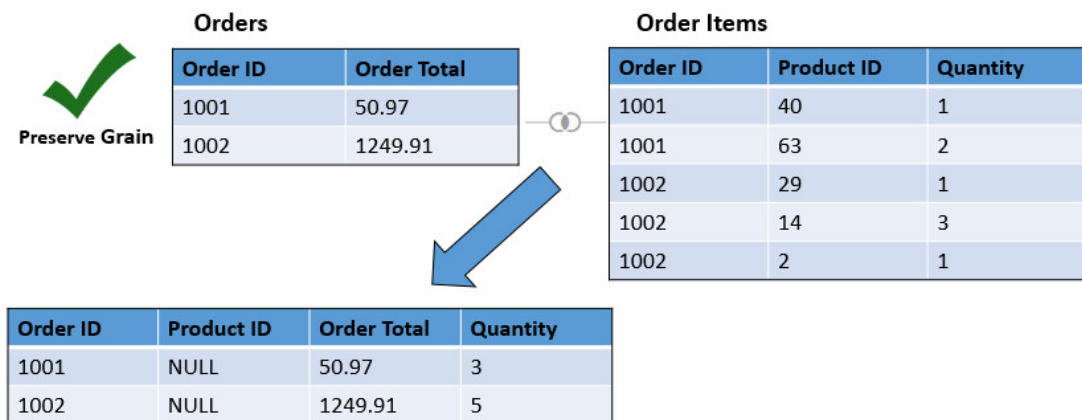 Orders
Order ID Order Total
1001 50.97
1002 1249.91
Preserve Grain
Order Items
Order ID Product ID Quantity
1001 40 1
1001 63 2
1002 29 1
1002 14 3
1002 2 1
Order ID Product ID Order Total Quantity
1001 NULL 50.97 3
1002 NULL 1249.91 5